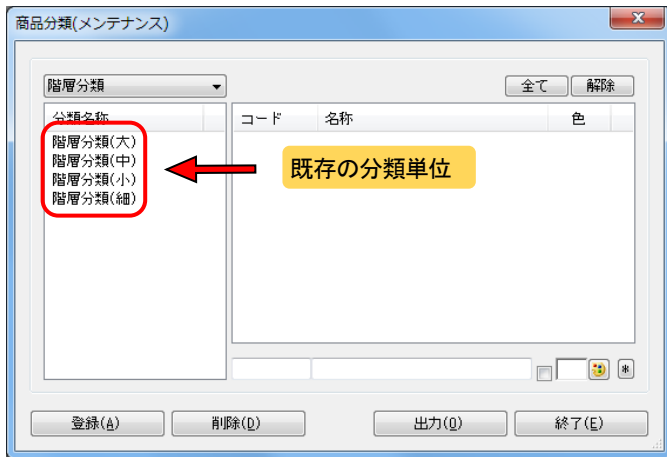 商品分類(メンテナンス)
階層分類
全て
解除
分類名称
コード
名称
色
階層分類(大)
階層分類(中)
階層分類(小)
階層分類(細)
既存の分類単位
*
登録(A)
削除(D)
出力(O)
終了(E)